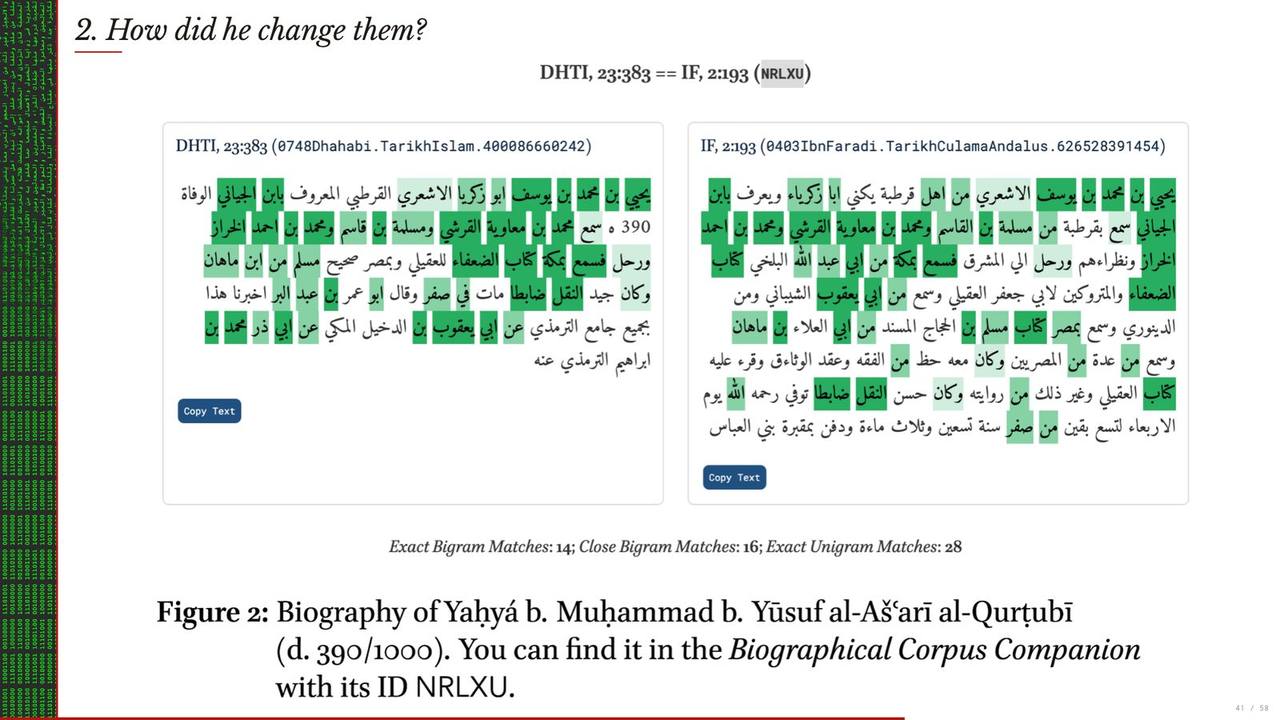 2. How did he change them?
DHTI, 23:383 == IF, 2:193 (NRLXU)
DHTI, 23:383 (0748Dhahabi.TarikhIslam.400086660242)
يحيي بن محمد بن يوسف ابو زكريا الاشعري القرطبي المعروف بابن الجياني الوفاة
390 ه سمع محمد بن معاوية القرشي ومسلمة بن قاسم ومحمد بن احمد الخراز
ورحل فسمع بمكة كتاب الضعفاء للعقيلي وبمصر صحيح مسلم من ابن ماهان
وكان جيد النقل ضابطا مات في صفر وقال ابو عمر بن عبد البر اخبرنا هذا
بجميع جامع الترمذي عن ابي يعقوب بن الدخيل المكي عن ابي ذر محمد بن
ابراهيم الترمذي عنه
Copy Text
IF, 2:193 (0403IbnFaradi.TarikhCulamaAndalus.626528391454)
يحيي بن محمد بن يوسف الاشعري من اهل قرطبة يكني ابا زكرياء ويعرف بابن
الجياني سمع بقرطبة من مسلمة بن القاسم ومحمد بن معاوية القرشي ومحمد بن احمد
الخراز ونظراءهم ورحل الي المشرق فسمع بمكة من ابي عبد الله البلخي كتاب
الضعفاء والمتروكين لابي جعفر العقيلي وسمع من ابي يعقوب الشيباني ومن
الدينوري وسمع بمصر كتاب مسلم بن الحجاج المسند من ابي العلاء بن ماهان
وسمع من عدة من المصريين وكان معه حظ من الفقه وعقد الوثاءق وقرء عليه
كتاب العقيلي وغير ذلك من روايته وكان حسن النقل ضابطا توفي رحمه الله يوم
الاربعاء لتسع بقين من صفر سنة تسعين وثلاث ماءة ودفن بمقبرة بني العباس
Copy Text
Exact Bigram Matches: 14; Close Bigram Matches: 16; Exact Unigram Matches: 28
Figure 2: Biography of Yaḥyá b. Muḥammad b. Yūsuf al-Ašʿarī al-Qurṭubī
(d. 390/1000). You can find it in the Biographical Corpus Companion
with its ID NRLXU.
41 / 58